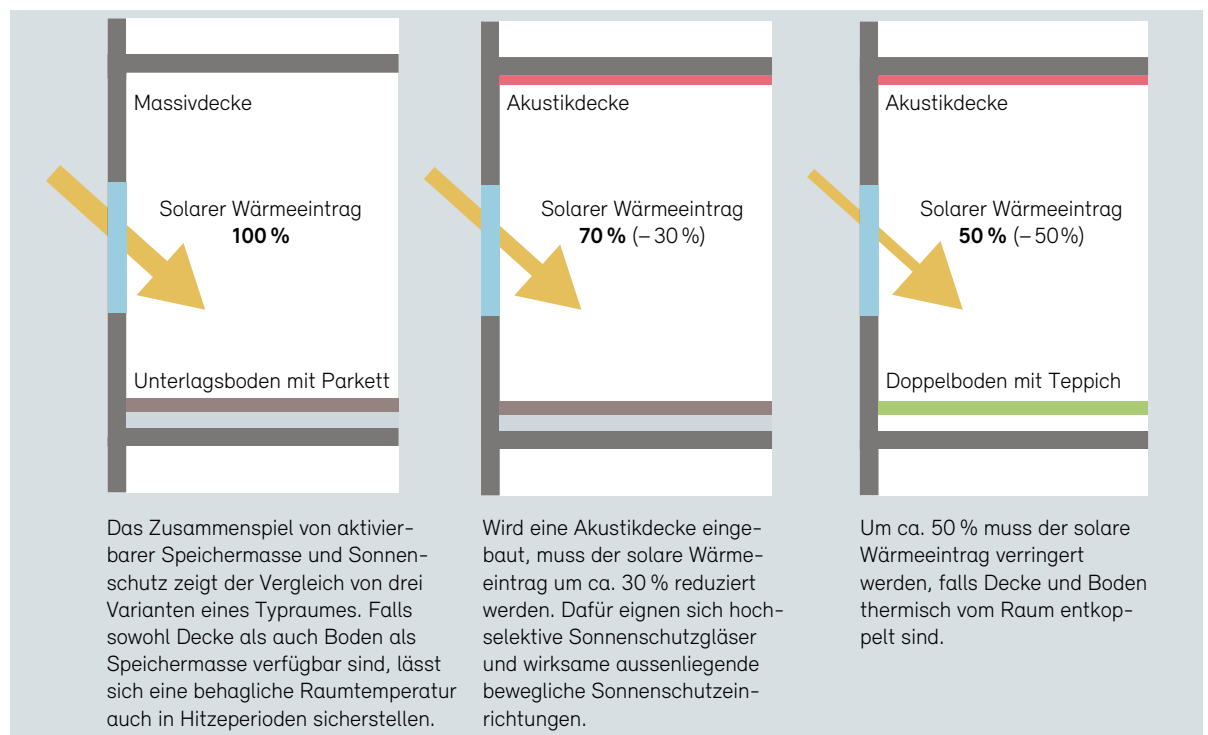 Massivdecke
Solarer Wärmeeintrag
100 %
Unterlagsboden mit Parkett
Das Zusammenspiel von aktivier-
barer Speichermasse und Sonnen-
schutz zeigt der Vergleich von drei
Varianten eines Typraumes. Falls
sowohl Decke als auch Boden als
Speichermasse verfügbar sind, lässt
sich eine behagliche Raumtemperatur
auch in Hitzeperioden sicherstellen.
Akustikdecke
Solarer Wärmeeintrag
70 % (– 30 %)
Wird eine Akustikdecke einge-
baut, muss der solare Wärme-
eintrag um ca. 30 % reduziert
werden. Dafür eignen sich hoch-
selektive Sonnenschutzgläser
und wirksame aussenliegende
bewegliche Sonnenschutzein-
richtungen.
Akustikdecke
Solarer Wärmeeintrag
50 % (– 50 %)
Doppelboden mit Teppich
Um ca. 50 % muss der solare
Wärmeeintrag verringert
werden, falls Decke und Boden
thermisch vom Raum entkop-
pelt sind.